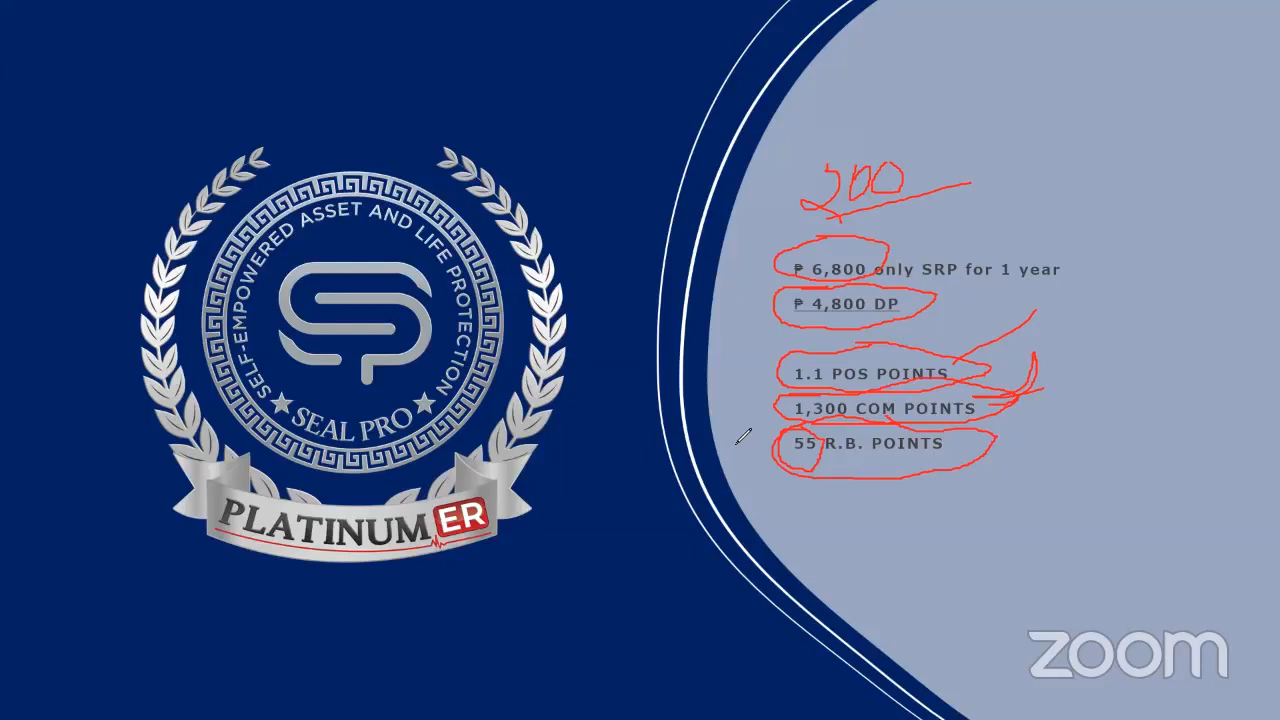 SELF-EMPOWERED ASSET AND LIFE PROTECTION
SEAL PRO
PLATINUM ER
200
₱ 6,800 only SRP for 1 year
₱ 4,800 DP
1.1 POS POINTS
1,300 COM POINTS
55 R.B. POINTS
zoom